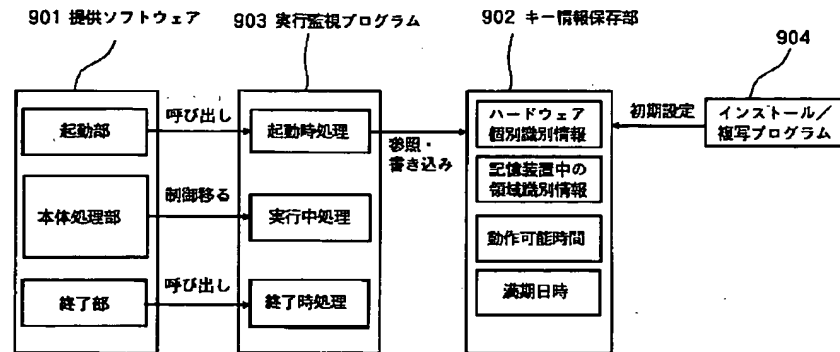 901 提供ソフトウェア
903 実行監視プログラム
902 キー情報保存部
904
起動部
呼び出し
起動時処理
参照・
書き込み
ハードウェア
個別識別情報
初期設定
インストール／
複写プログラム
記憶装置中の
領域識別情報
本体処理部
制御移る
実行中処理
動作可能時間
終了部
呼び出し
終了時処理
満期日時